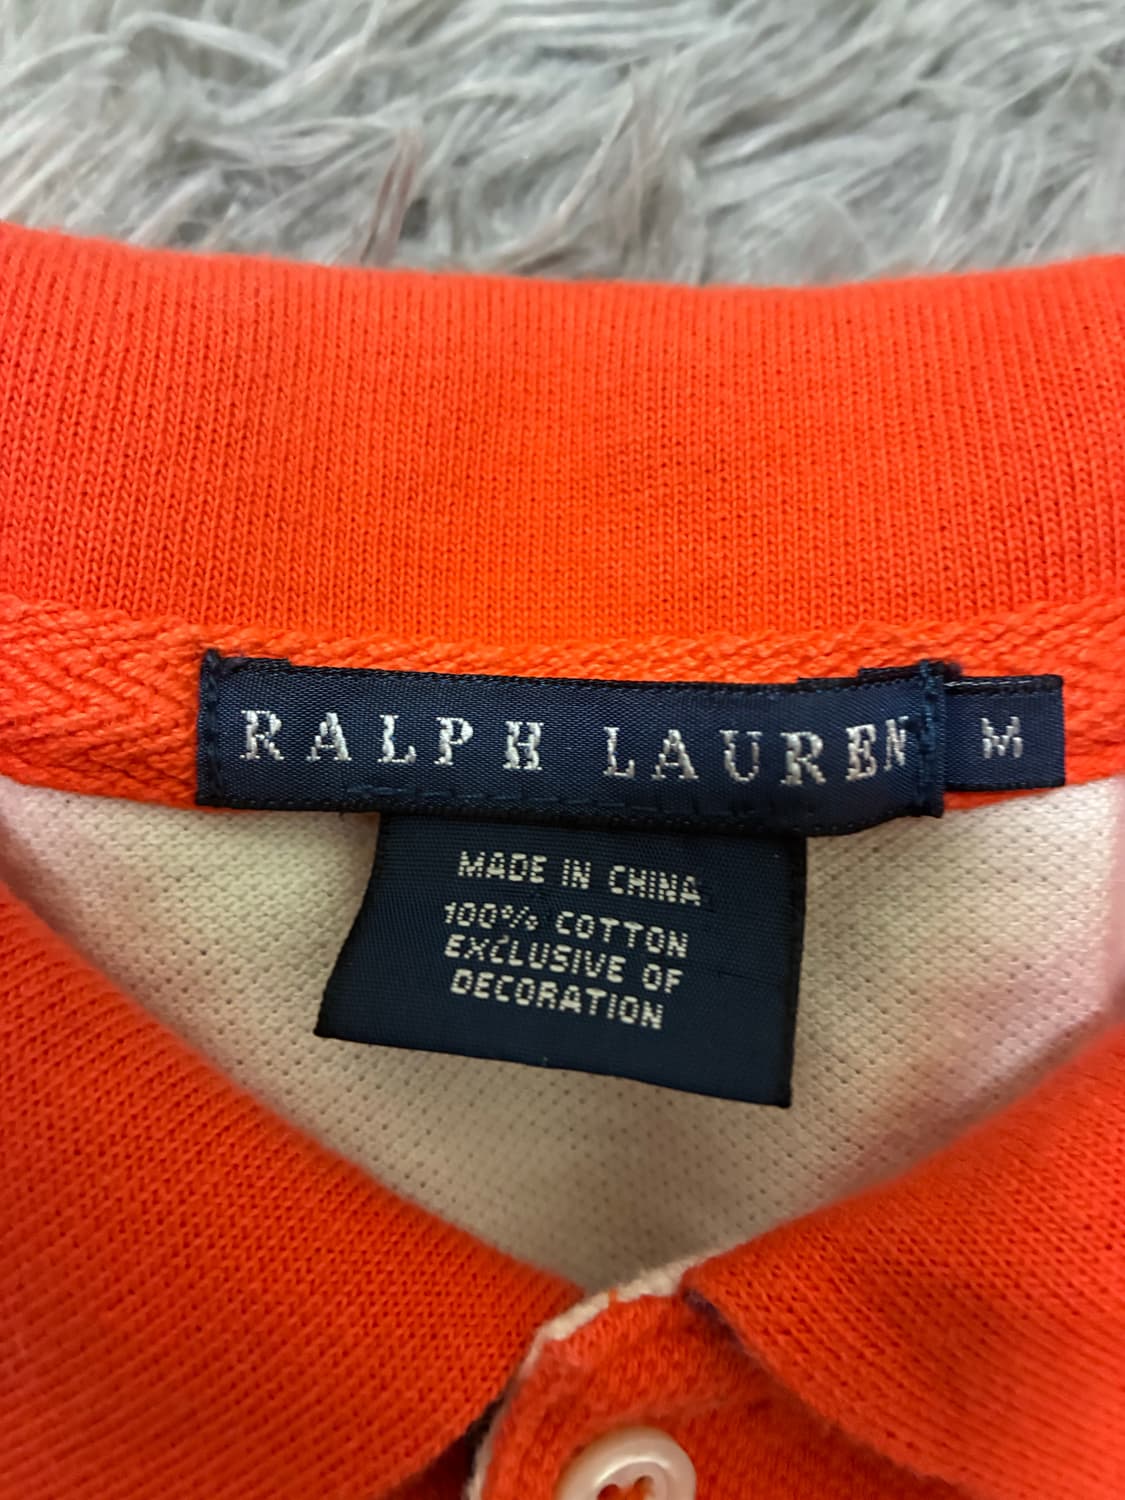 RALPH LAUREN M
MADE IN CHINA
100% COTTON
EXCLUSIVE OF
DECORATION